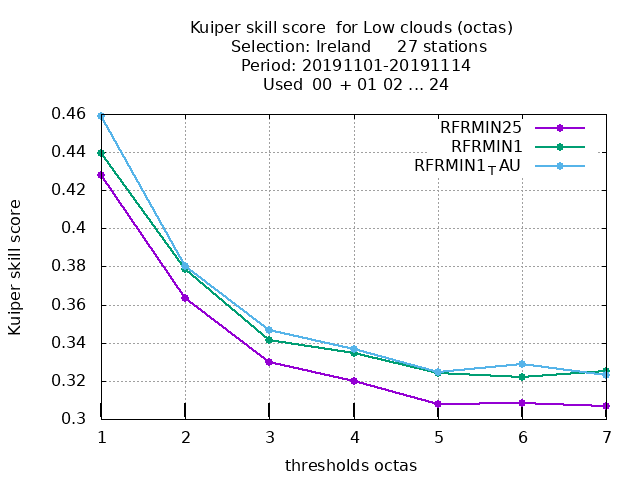 Kuiper skill score for Low clouds (octas)
Selection: Ireland 27 stations
Period: 20191101-20191114
Used 00 + 01 02 ... 24
RFRMIN25
RFRMIN1
RFRMIN1TAU
Kuiper skill score
0.46
0.44
0.42
0.4
0.38
0.36
0.34
0.32
0.3
1 2 3 4 5 6 7
thresholds octas